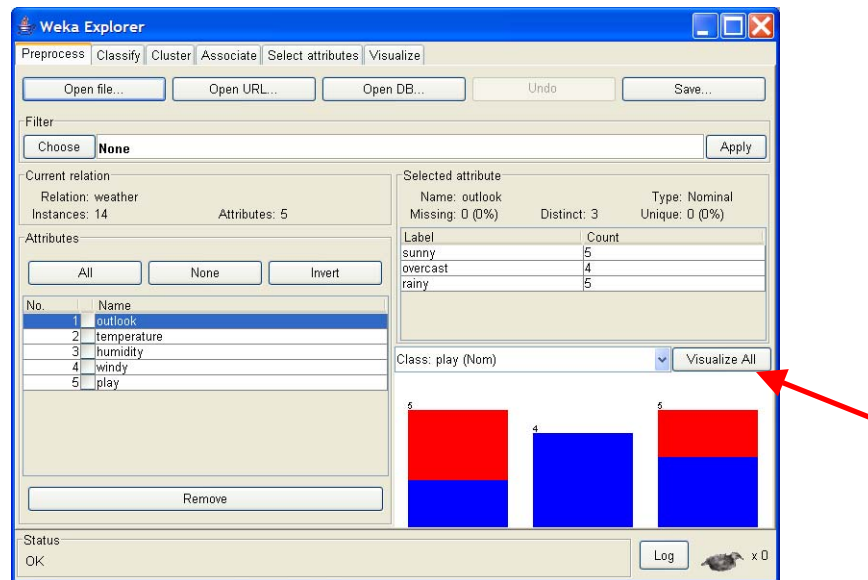 Weka Explorer
Preprocess Classify Cluster Associate Select attributes Visualize
Open file... Open URL... Open DB... Undo Save...
Filter
Choose None Apply
Current relation
Relation: weather
Instances: 14 Attributes: 5
Selected attribute
Name: outlook Type: Nominal
Missing: 0 (0%) Distinct: 3 Unique: 0 (0%)
Label Count
sunny 5
overcast 4
rainy 5
Attributes
All None Invert
No. Name
1 outlook
2 temperature
3 humidity
4 windy
5 play
Remove
Class: play (Nom) Visualize All
5 4 5
Status
OK
Log x 0